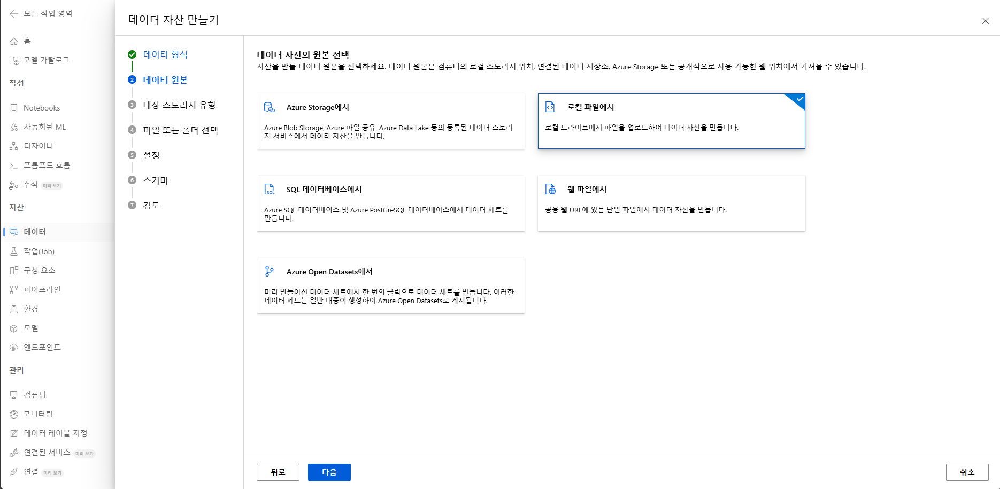 모든 작업 영역
홈
모델 카탈로그
작성
Notebooks
자동화된 ML
디자이너
프롬프트 흐름
추적 미리 보기
자산
데이터
작업(Job)
구성 요소
파이프라인
환경
모델
엔드포인트
관리
컴퓨팅
모니터링
데이터 레이블 지정
연결된 서비스 미리 보기
연결 미리 보기
데이터 자산 만들기
데이터 형식
2 데이터 원본
3 대상 스토리지 유형
4 파일 또는 폴더 선택
5 설정
6 스키마
7 검토
데이터 자산의 원본 선택
자산을 만들 데이터 원본을 선택하세요. 데이터 원본은 컴퓨터의 로컬 스토리지 위치, 연결된 데이터 저장소, Azure Storage 또는 공개적으로 사용 가능한 웹 위치에서 가져올 수 있습니다.
Azure Storage에서
Azure Blob Storage, Azure 파일 공유, Azure Data Lake 등의 등록된 데이터 스토리
지 서비스에서 데이터 자산을 만듭니다.
로컬 파일에서
로컬 드라이브에서 파일을 업로드하여 데이터 자산을 만듭니다.
SQL
SQL 데이터베이스에서
Azure SQL 데이터베이스 및 Azure PostGreSQL 데이터베이스에서 데이터 세트를
만듭니다.
웹 파일에서
공용 웹 URL에 있는 단일 파일에서 데이터 자산을 만듭니다.
Azure Open Datasets에서
미리 만들어진 데이터 세트에서 한 번의 클릭으로 데이터 세트를 만듭니다. 이러한
데이터 세트는 일반 대중이 생성하여 Azure Open Datasets로 게시됩니다.
뒤로
다음
취소